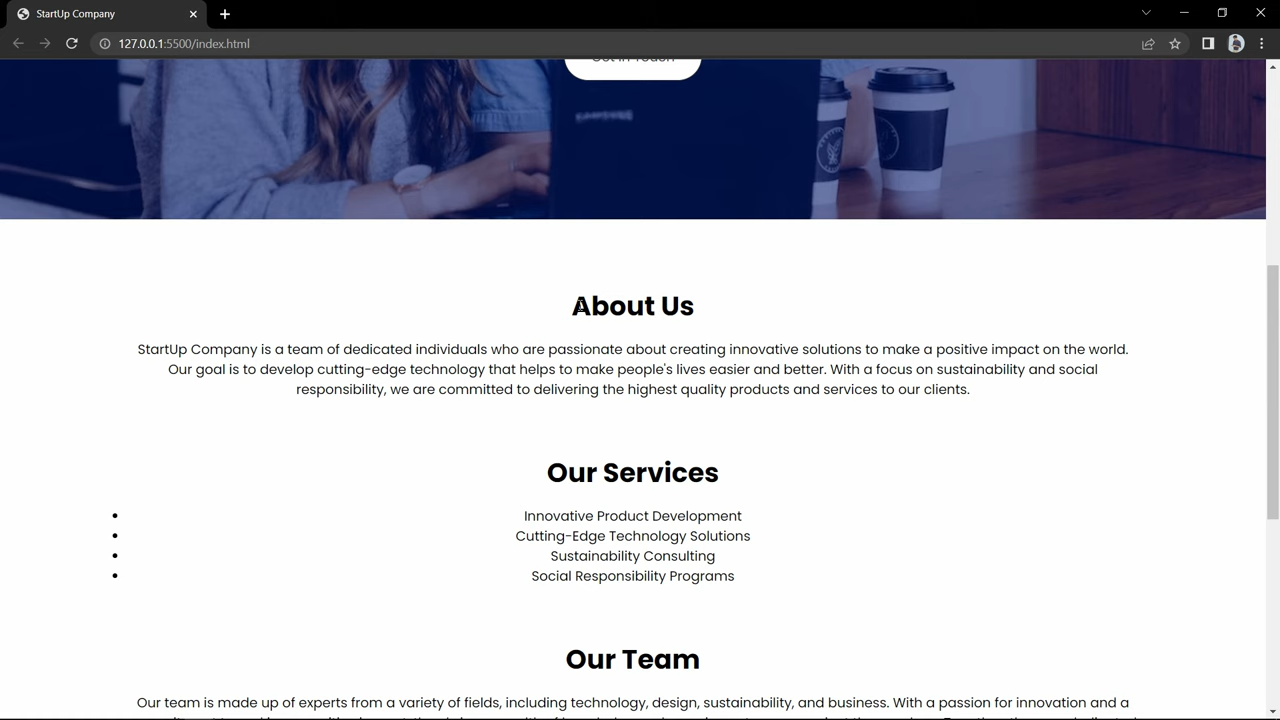 StartUp Company
127.0.0.1:5500/index.html
Get In Touch
SAMSUNG
About Us
StartUp Company is a team of dedicated individuals who are passionate about creating innovative solutions to make a positive impact on the world.
Our goal is to develop cutting-edge technology that helps to make people's lives easier and better. With a focus on sustainability and social
responsibility, we are committed to delivering the highest quality products and services to our clients.
Our Services
• Innovative Product Development
• Cutting-Edge Technology Solutions
• Sustainability Consulting
• Social Responsibility Programs
Our Team
Our team is made up of experts from a variety of fields, including technology, design, sustainability, and business. With a passion for innovation and a